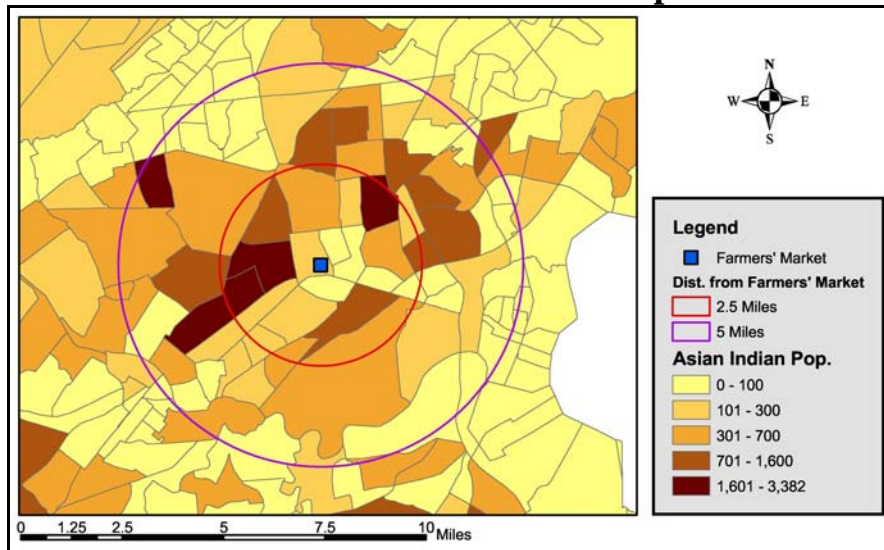 N
W E
S
Legend
Farmers' Market
Dist. from Farmers' Market
2.5 Miles
5 Miles
Asian Indian Pop.
0 - 100
101 - 300
301 - 700
701 - 1,600
1,601 - 3,382
0 1.25 2.5 5 7.5 10
Miles